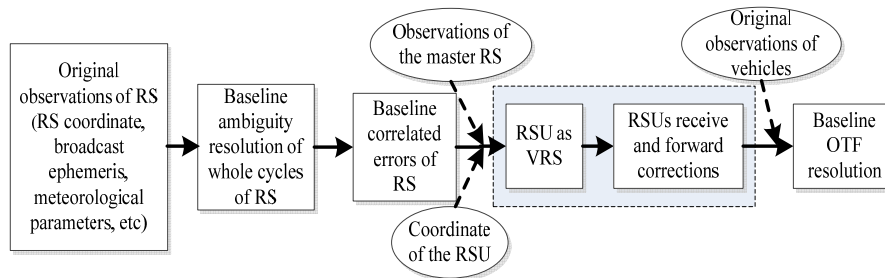 Original
observations of RS
(RS coordinate,
broadcast
ephemeris,
meteorological
parameters, etc)
Baseline
ambiguity
resolution of
whole cycles
of RS
Baseline
correlated
errors of
RS
Observations of
the master RS
Coordinate
of the RSU
RSU as
VRS
RSUs receive
and forward
corrections
Original
observations of
vehicles
Baseline
OTF
resolution